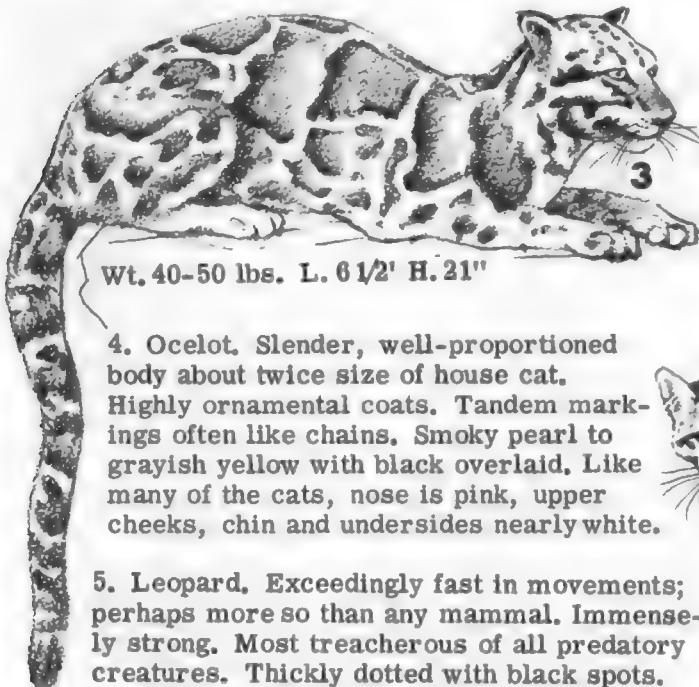 3
Wt. 40-50 lbs. L. 6 1/2' H. 21"
4. Ocelot. Slender, well-proportioned
body about twice size of house cat.
Highly ornamental coats. Tandem mark-
ings often like chains. Smoky pearl to
grayish yellow with black overlaid. Like
many of the cats, nose is pink, upper
cheeks, chin and undersides nearly white.
5. Leopard. Exceedingly fast in movements;
perhaps more so than any mammal. Immense-
ly strong. Most treacherous of all predatory
creatures. Thickly dotted with black spots.